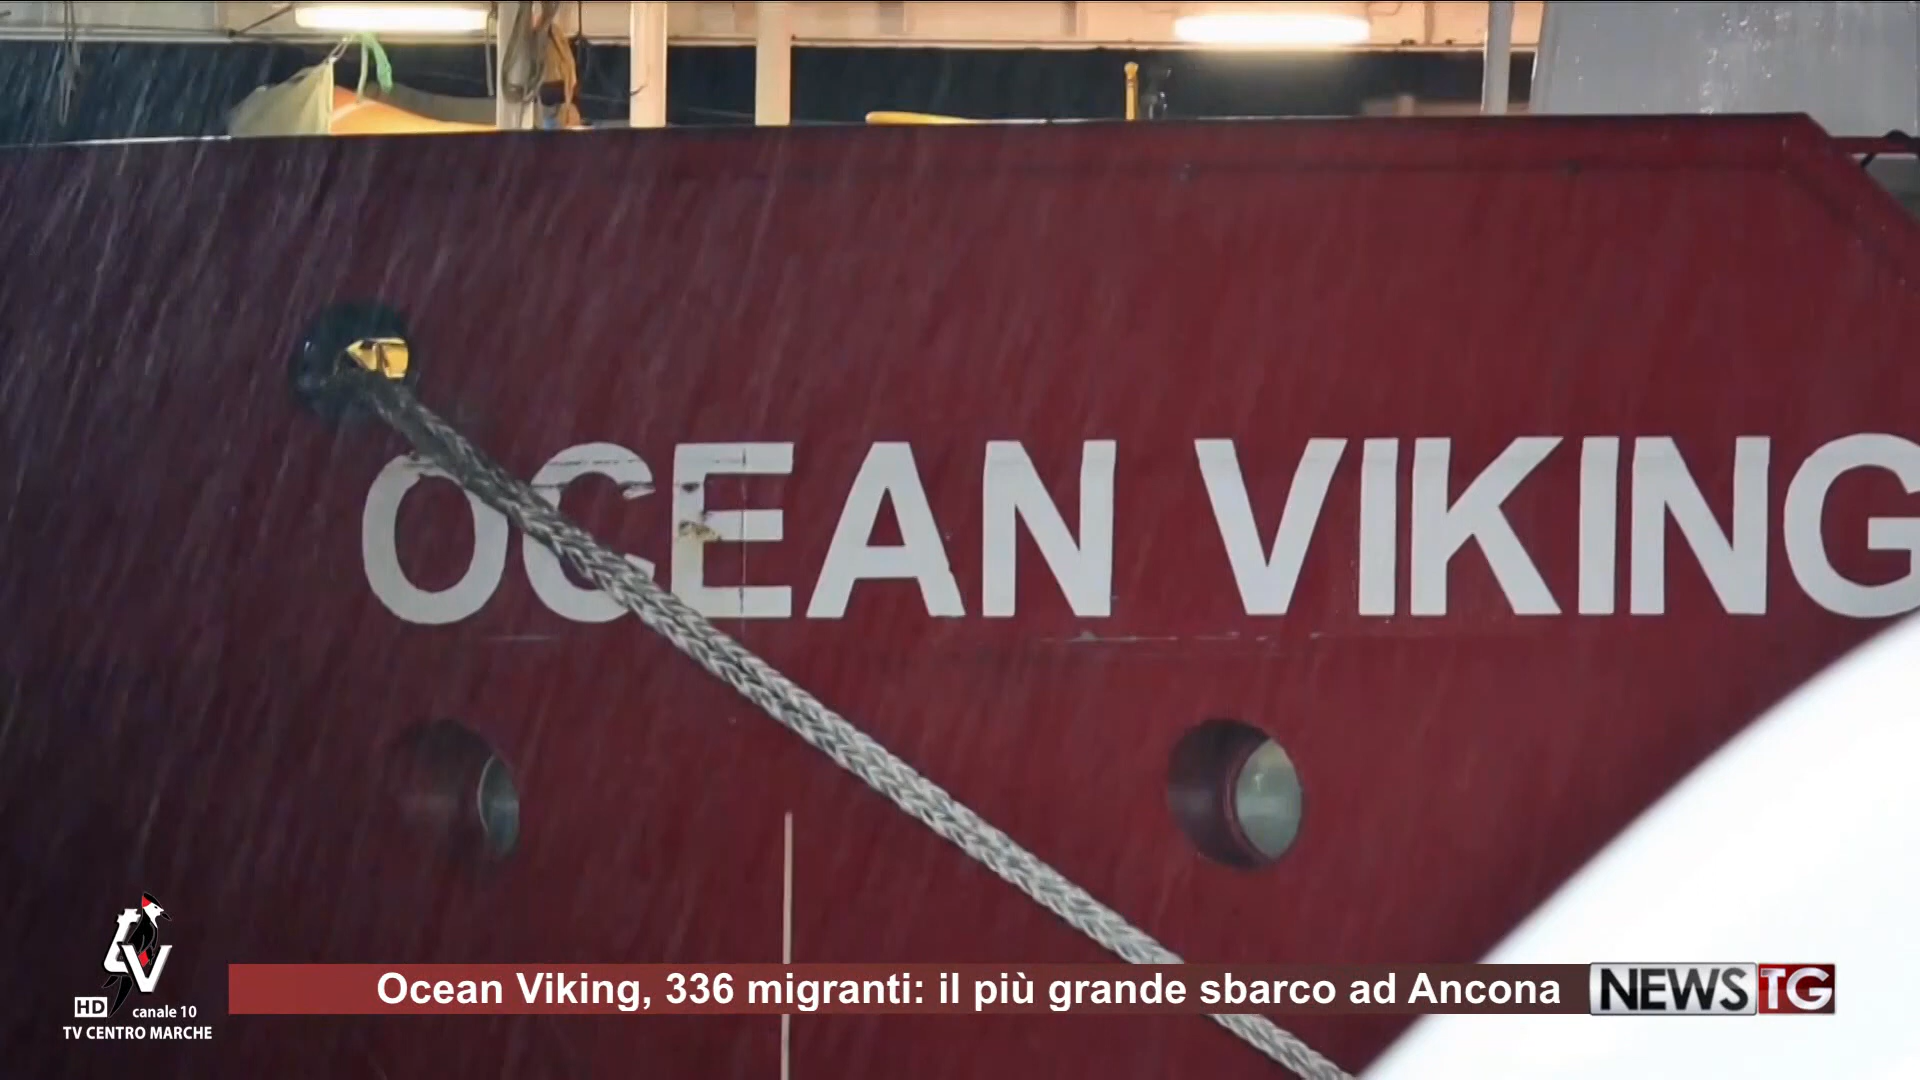 OCEAN VIKING
Ocean Viking, 336 migranti: il più grande sbarco ad Ancona
NEWS TG
tV
HD canale 10
TV CENTRO MARCHE